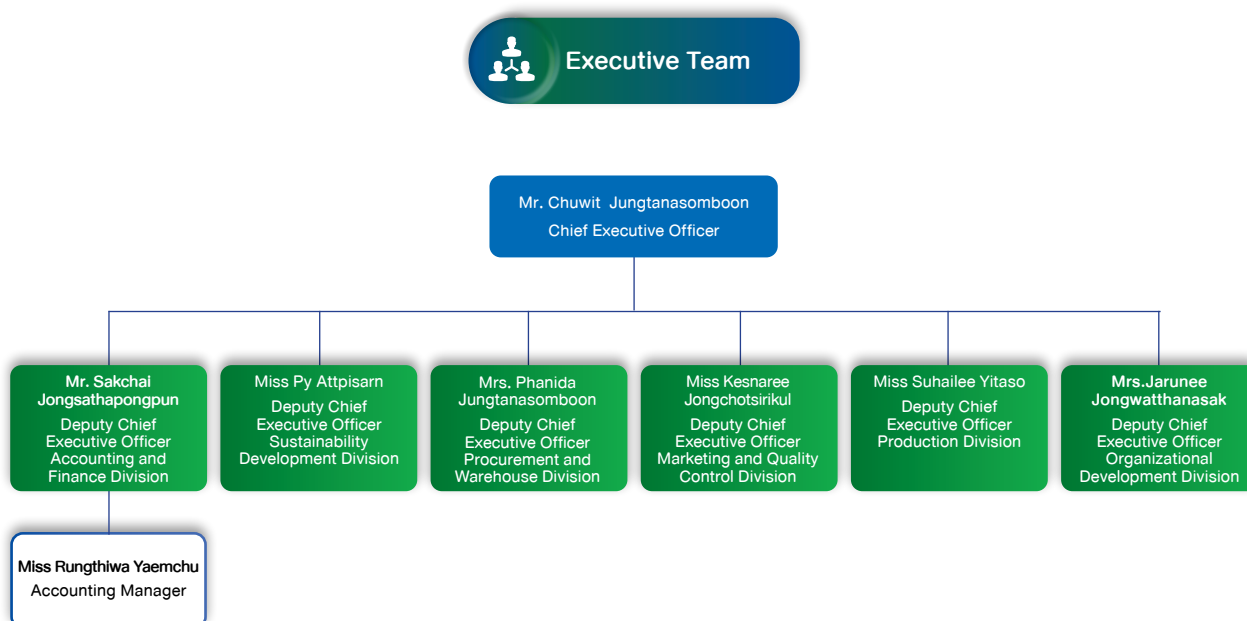 Executive Team
Mr. Chuwit Jungtanasomboon
Chief Executive Officer
Mr. Sakchai
Jongsathapongpun
Deputy Chief
Executive Officer
Accounting and
Finance Division
Miss Py Attpisarn
Deputy Chief
Executive Officer
Sustainability
Development Division
Mrs. Phanida
Jungtanasomboon
Deputy Chief
Executive Officer
Procurement and
Warehouse Division
Miss Kesnaree
Jongchotsirikul
Deputy Chief
Executive Officer
Marketing and Quality
Control Division
Miss Suhailee Yitaso
Deputy Chief
Executive Officer
Production Division
Mrs.Jarunee
Jongwatthanasak
Deputy Chief
Executive Officer
Organizational
Development Division
Miss Rungthiwa Yaemchu
Accounting Manager